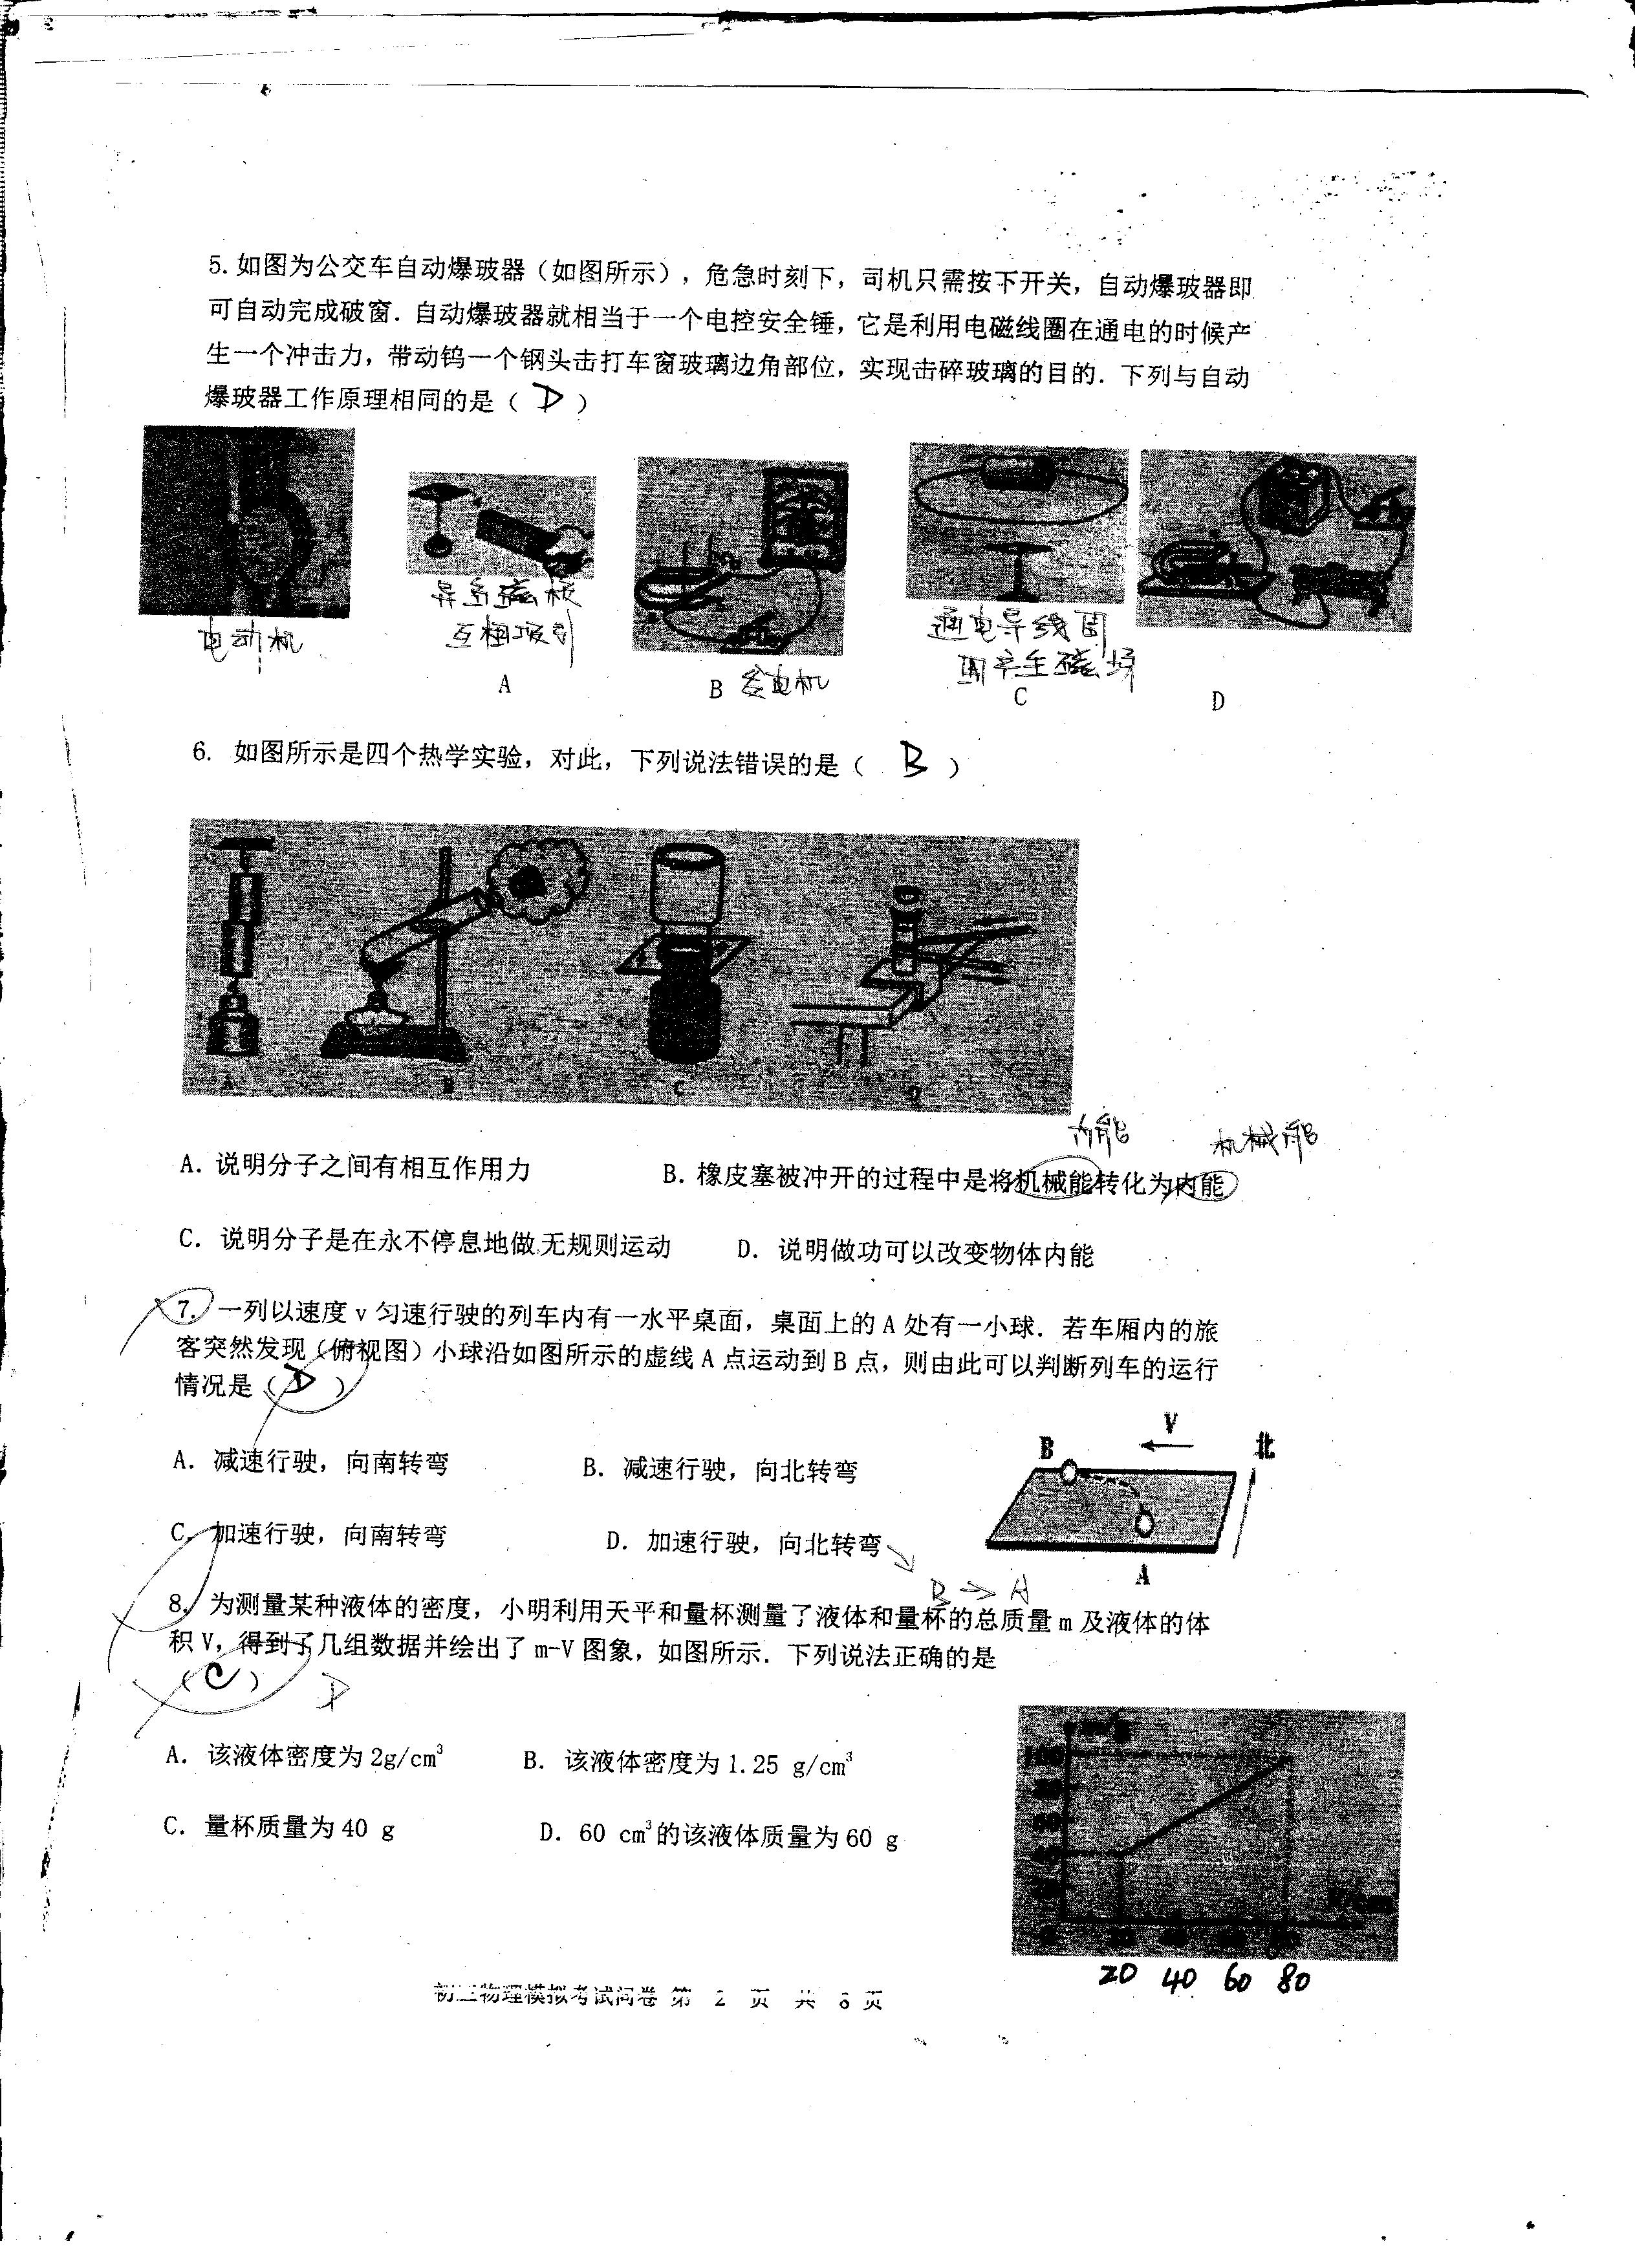 5. 如图为公交车自动爆玻器（如图所示），危急时刻下，司机只需按下开关，自动爆玻器即
可自动完成破窗．自动爆玻器就相当于一个电控安全锤，它是利用电磁线圈在通电的时候产
生一个冲击力，带动钨一个钢头击打车窗玻璃边角部位，实现击碎玻璃的目的．下列与自动
爆玻器工作原理相同的是（ D ）
电动机
异名磁极
互相吸引
A
B 发电机
通电导线周
围产生磁场
C
D
6. 如图所示是四个热学实验，对此，下列说法错误的是（ B ）
A B C D
内能 机械能
A. 说明分子之间有相互作用力 B. 橡皮塞被冲开的过程中是将机械能转化为内能
C. 说明分子是在永不停息地做无规则运动 D. 说明做功可以改变物体内能
7. 一列以速度 v 匀速行驶的列车内有一水平桌面，桌面上的 A 处有一小球．若车厢内的旅
客突然发现（俯视图）小球沿如图所示的虚线 A 点运动到 B 点，则由此可以判断列车的运行
情况是（ D ）
A. 减速行驶，向南转弯 B. 减速行驶，向北转弯
C. 加速行驶，向南转弯 D. 加速行驶，向北转弯
B V 北
A
B → A
8. 为测量某种液体的密度，小明利用天平和量杯测量了液体和量杯的总质量 m 及液体的体
积 V，得到了几组数据并绘出了 m-V 图象，如图所示．下列说法正确的是
（ C ） D
A. 该液体密度为 2g/cm³ B. 该液体密度为 1.25 g/cm³
C. 量杯质量为 40 g D. 60 cm³的该液体质量为 60 g
100
80
60
40
20
20 40 60 80
初三物理模拟考试问卷 第 2 页 共 6 页